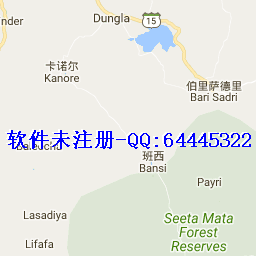 Dungla
15
nder
卡诺尔
Kanore
伯里萨德里
Bari Sadri
软件未注册-QQ:64445322
班西
Bansi
Payri
Lasadiya
Seeta Mata
Forest
Reserves
Lifafa